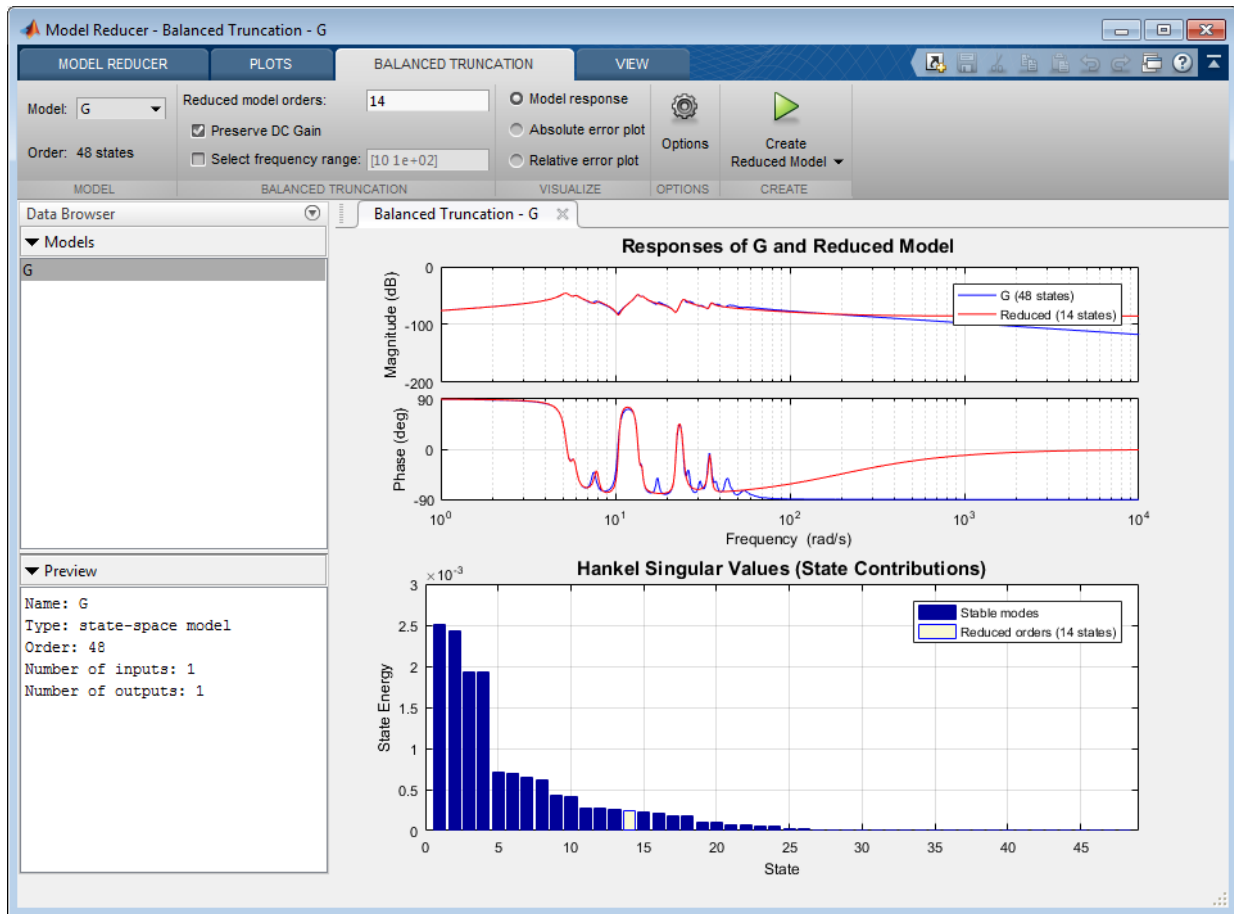 Model Reducer - Balanced Truncation - G
MODEL REDUCER
PLOTS
BALANCED TRUNCATION
VIEW
Model: G
Order: 48 states
MODEL
Reduced model orders: 14
Preserve DC Gain
Select frequency range: [10 1e+02]
BALANCED TRUNCATION
Model response
Absolute error plot
Relative error plot
VISUALIZE
Options
OPTIONS
Create
Reduced Model
CREATE
Data Browser
Models
G
Preview
Name: G
Type: state-space model
Order: 48
Number of inputs: 1
Number of outputs: 1
Balanced Truncation - G
Responses of G and Reduced Model
Magnitude (dB)
0
-100
-200
G (48 states)
Reduced (14 states)
Phase (deg)
90
0
-90
10^0 10^1 10^2 10^3 10^4
Frequency (rad/s)
Hankel Singular Values (State Contributions)
×10^-3
State Energy
3
2.5
2
1.5
1
0.5
0
Stable modes
Reduced orders (14 states)
0 5 10 15 20 25 30 35 40 45
State